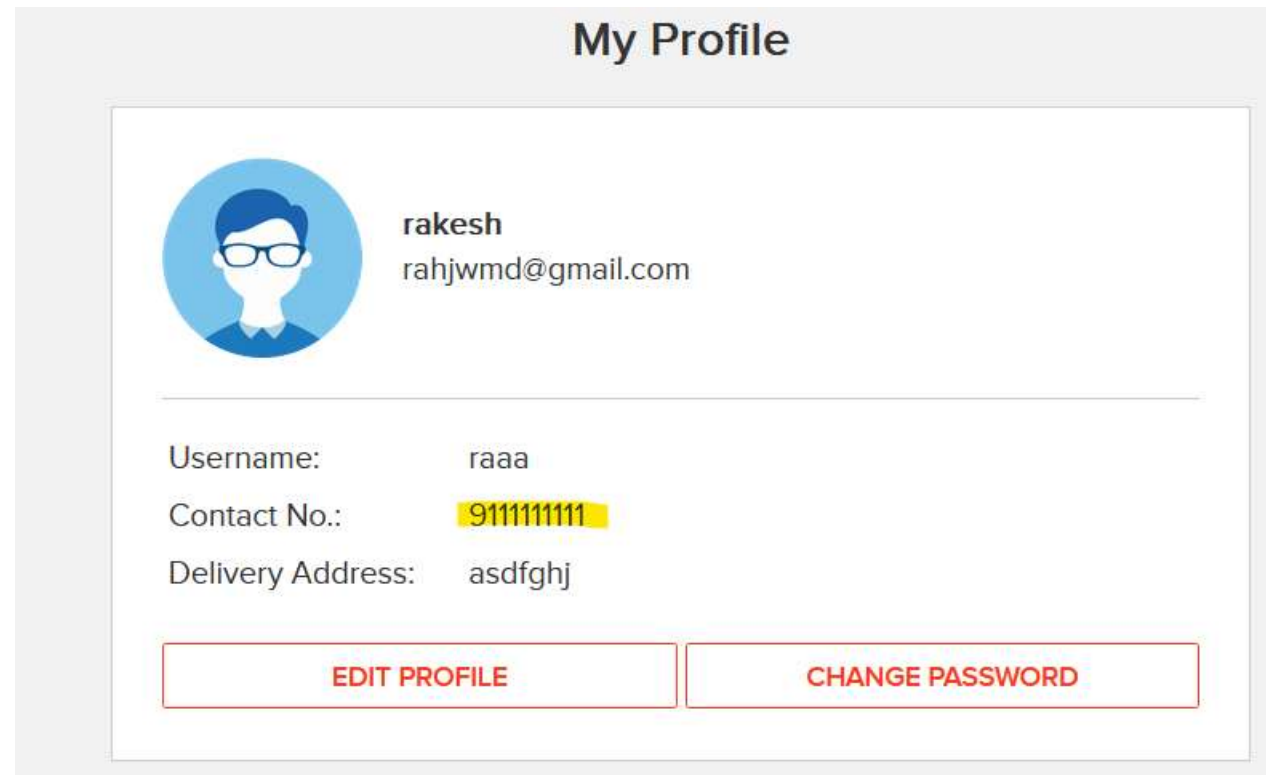 My Profile
rakesh
rahjwmd@gmail.com
Username: raaa
Contact No.: 9111111111
Delivery Address: asdfghj
EDIT PROFILE CHANGE PASSWORD